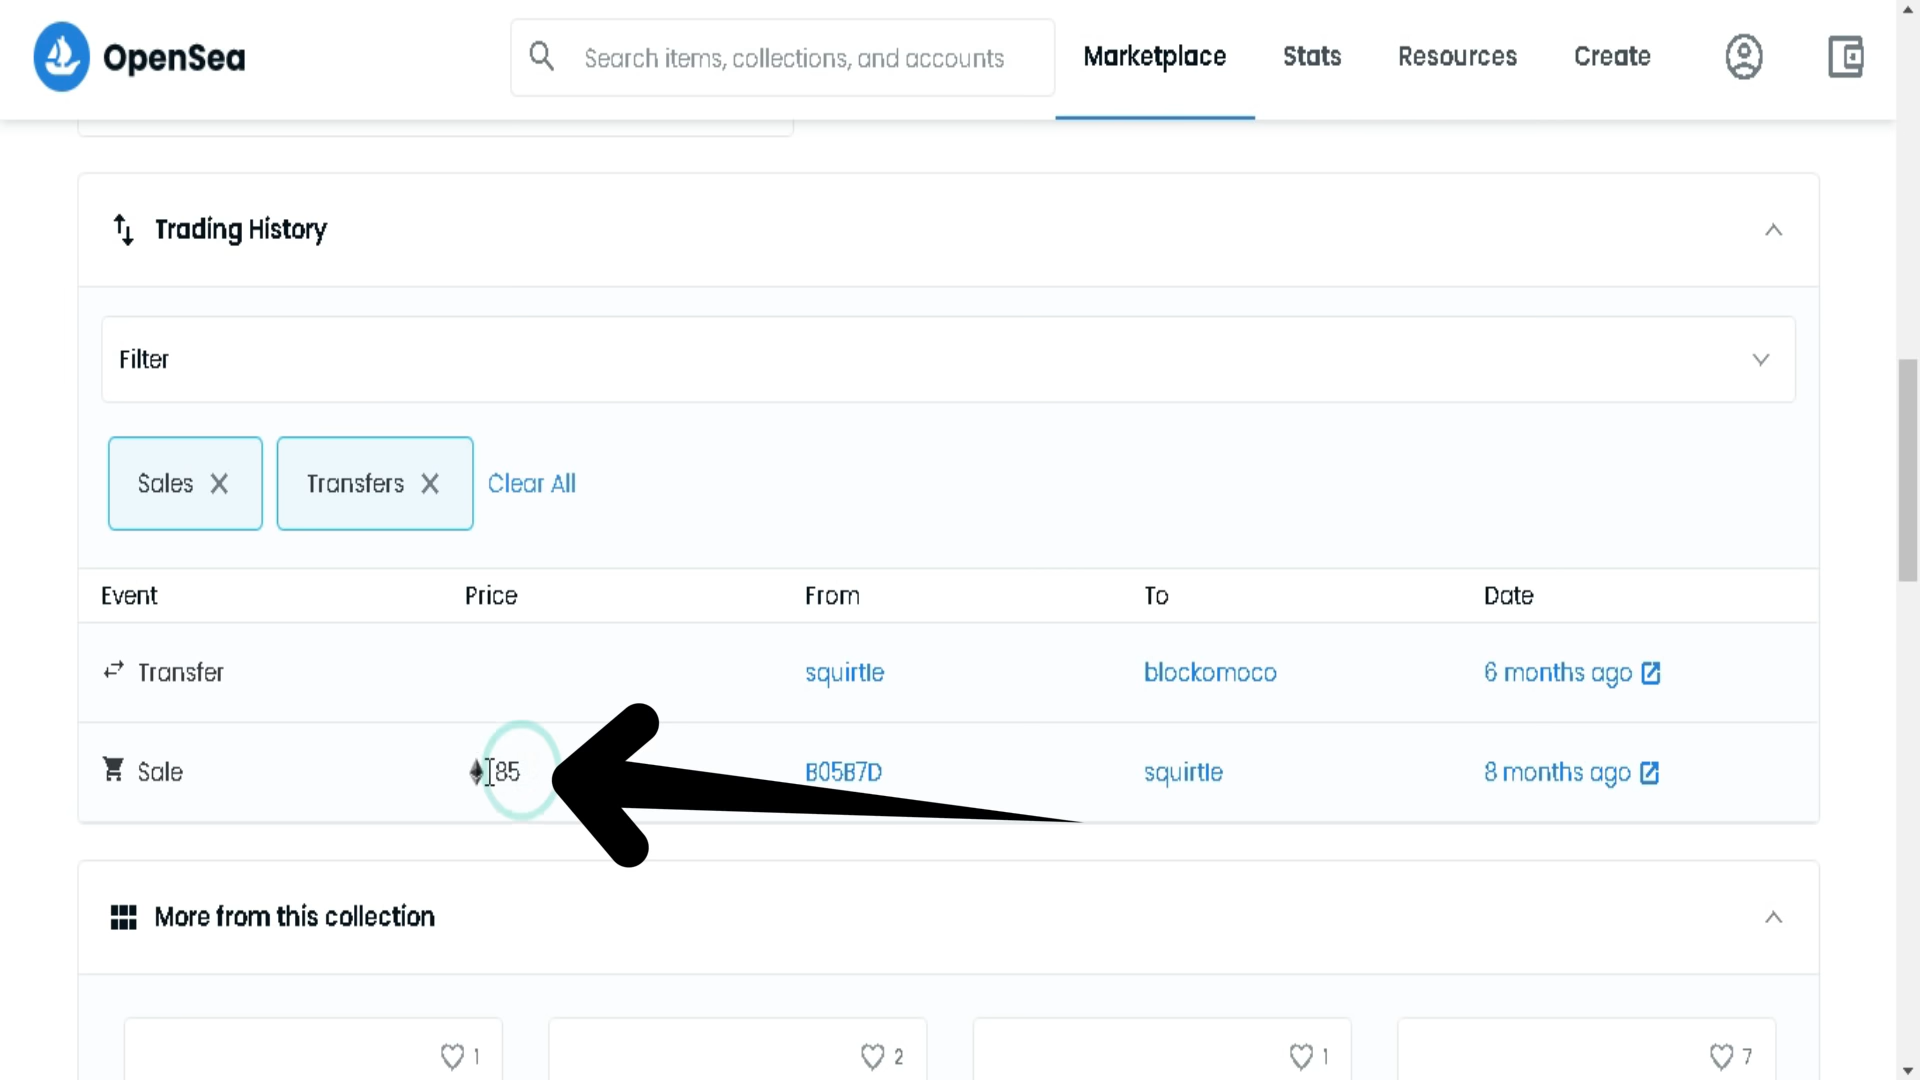 OpenSea
Search items, collections, and accounts
Marketplace
Stats
Resources
Create
Trading History
Filter
Sales
Transfers
Clear All
Event Price From To Date
Transfer squirtle blockomoco 6 months ago
Sale 85 B05B7D squirtle 8 months ago
More from this collection
1 2 1 7